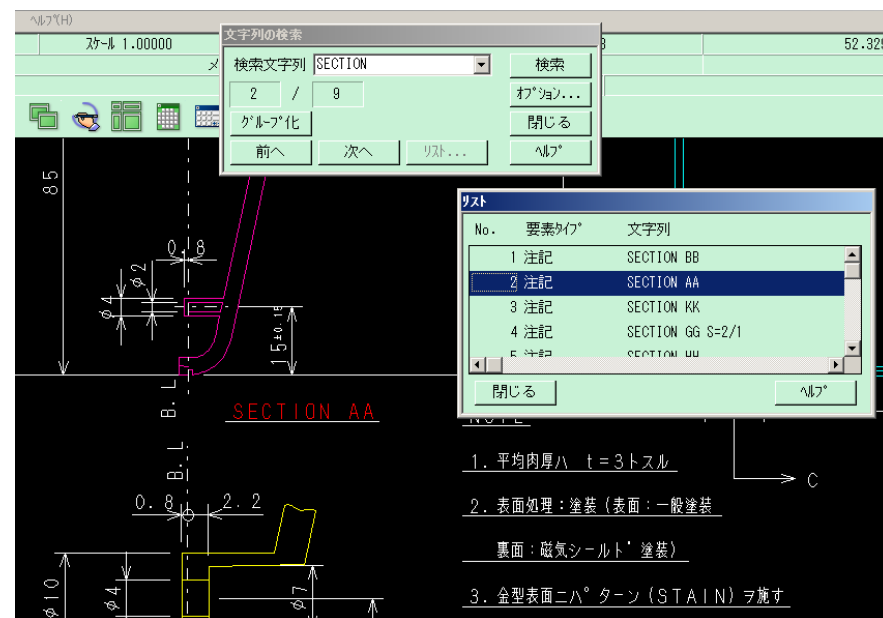 ﾍﾙﾌﾟ(H)
ｽｹｰﾙ 1.00000
52.329
文字列の検索
検索文字列 SECTION 検索
2 / 9 ｵﾌﾟｼｮﾝ...
ｸﾞﾙｰﾌﾟ化 閉じる
前へ 次へ ﾘｽﾄ... ﾍﾙﾌﾟ
ﾘｽﾄ
No. 要素ﾀｲﾌﾟ 文字列
1 注記 SECTION BB
2 注記 SECTION AA
3 注記 SECTION KK
4 注記 SECTION GG S=2/1
5 注記 SECTION HH
閉じる ﾍﾙﾌﾟ
85
0.8
φ2
φ4
15±0.15
B.L
SECTION AA
B.L
0.8 2.2
φ10
φ4
φ7
NOTE
1.平均肉厚ハ t=3トスル
2.表面処理：塗装(表面：一般塗装
裏面：磁気シールド塗装)
3.金型表面ニパターン(STAIN)ヲ施す
C